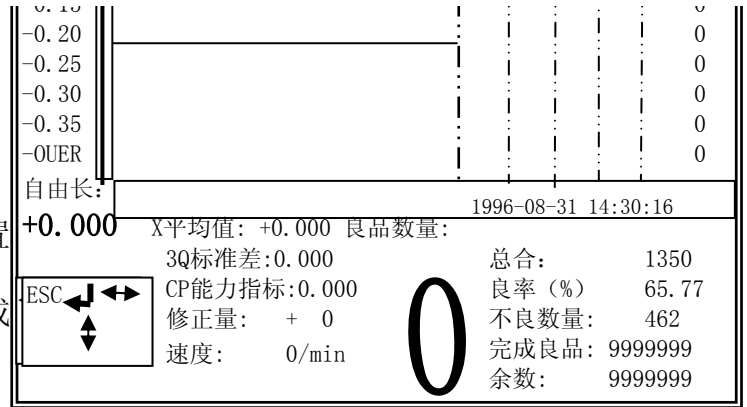 -0.20 0
-0.25 0
-0.30 0
-0.35 0
-OUER 0
自由长:
1996-08-31 14:30:16
+0.000 X平均值: +0.000 良品数量:
3Q标准差:0.000 总合: 1350
ESC CP能力指标:0.000 0 良率（%） 65.77
修正量: + 0 不良数量: 462
速度: 0/min 完成良品: 9999999
余数: 9999999